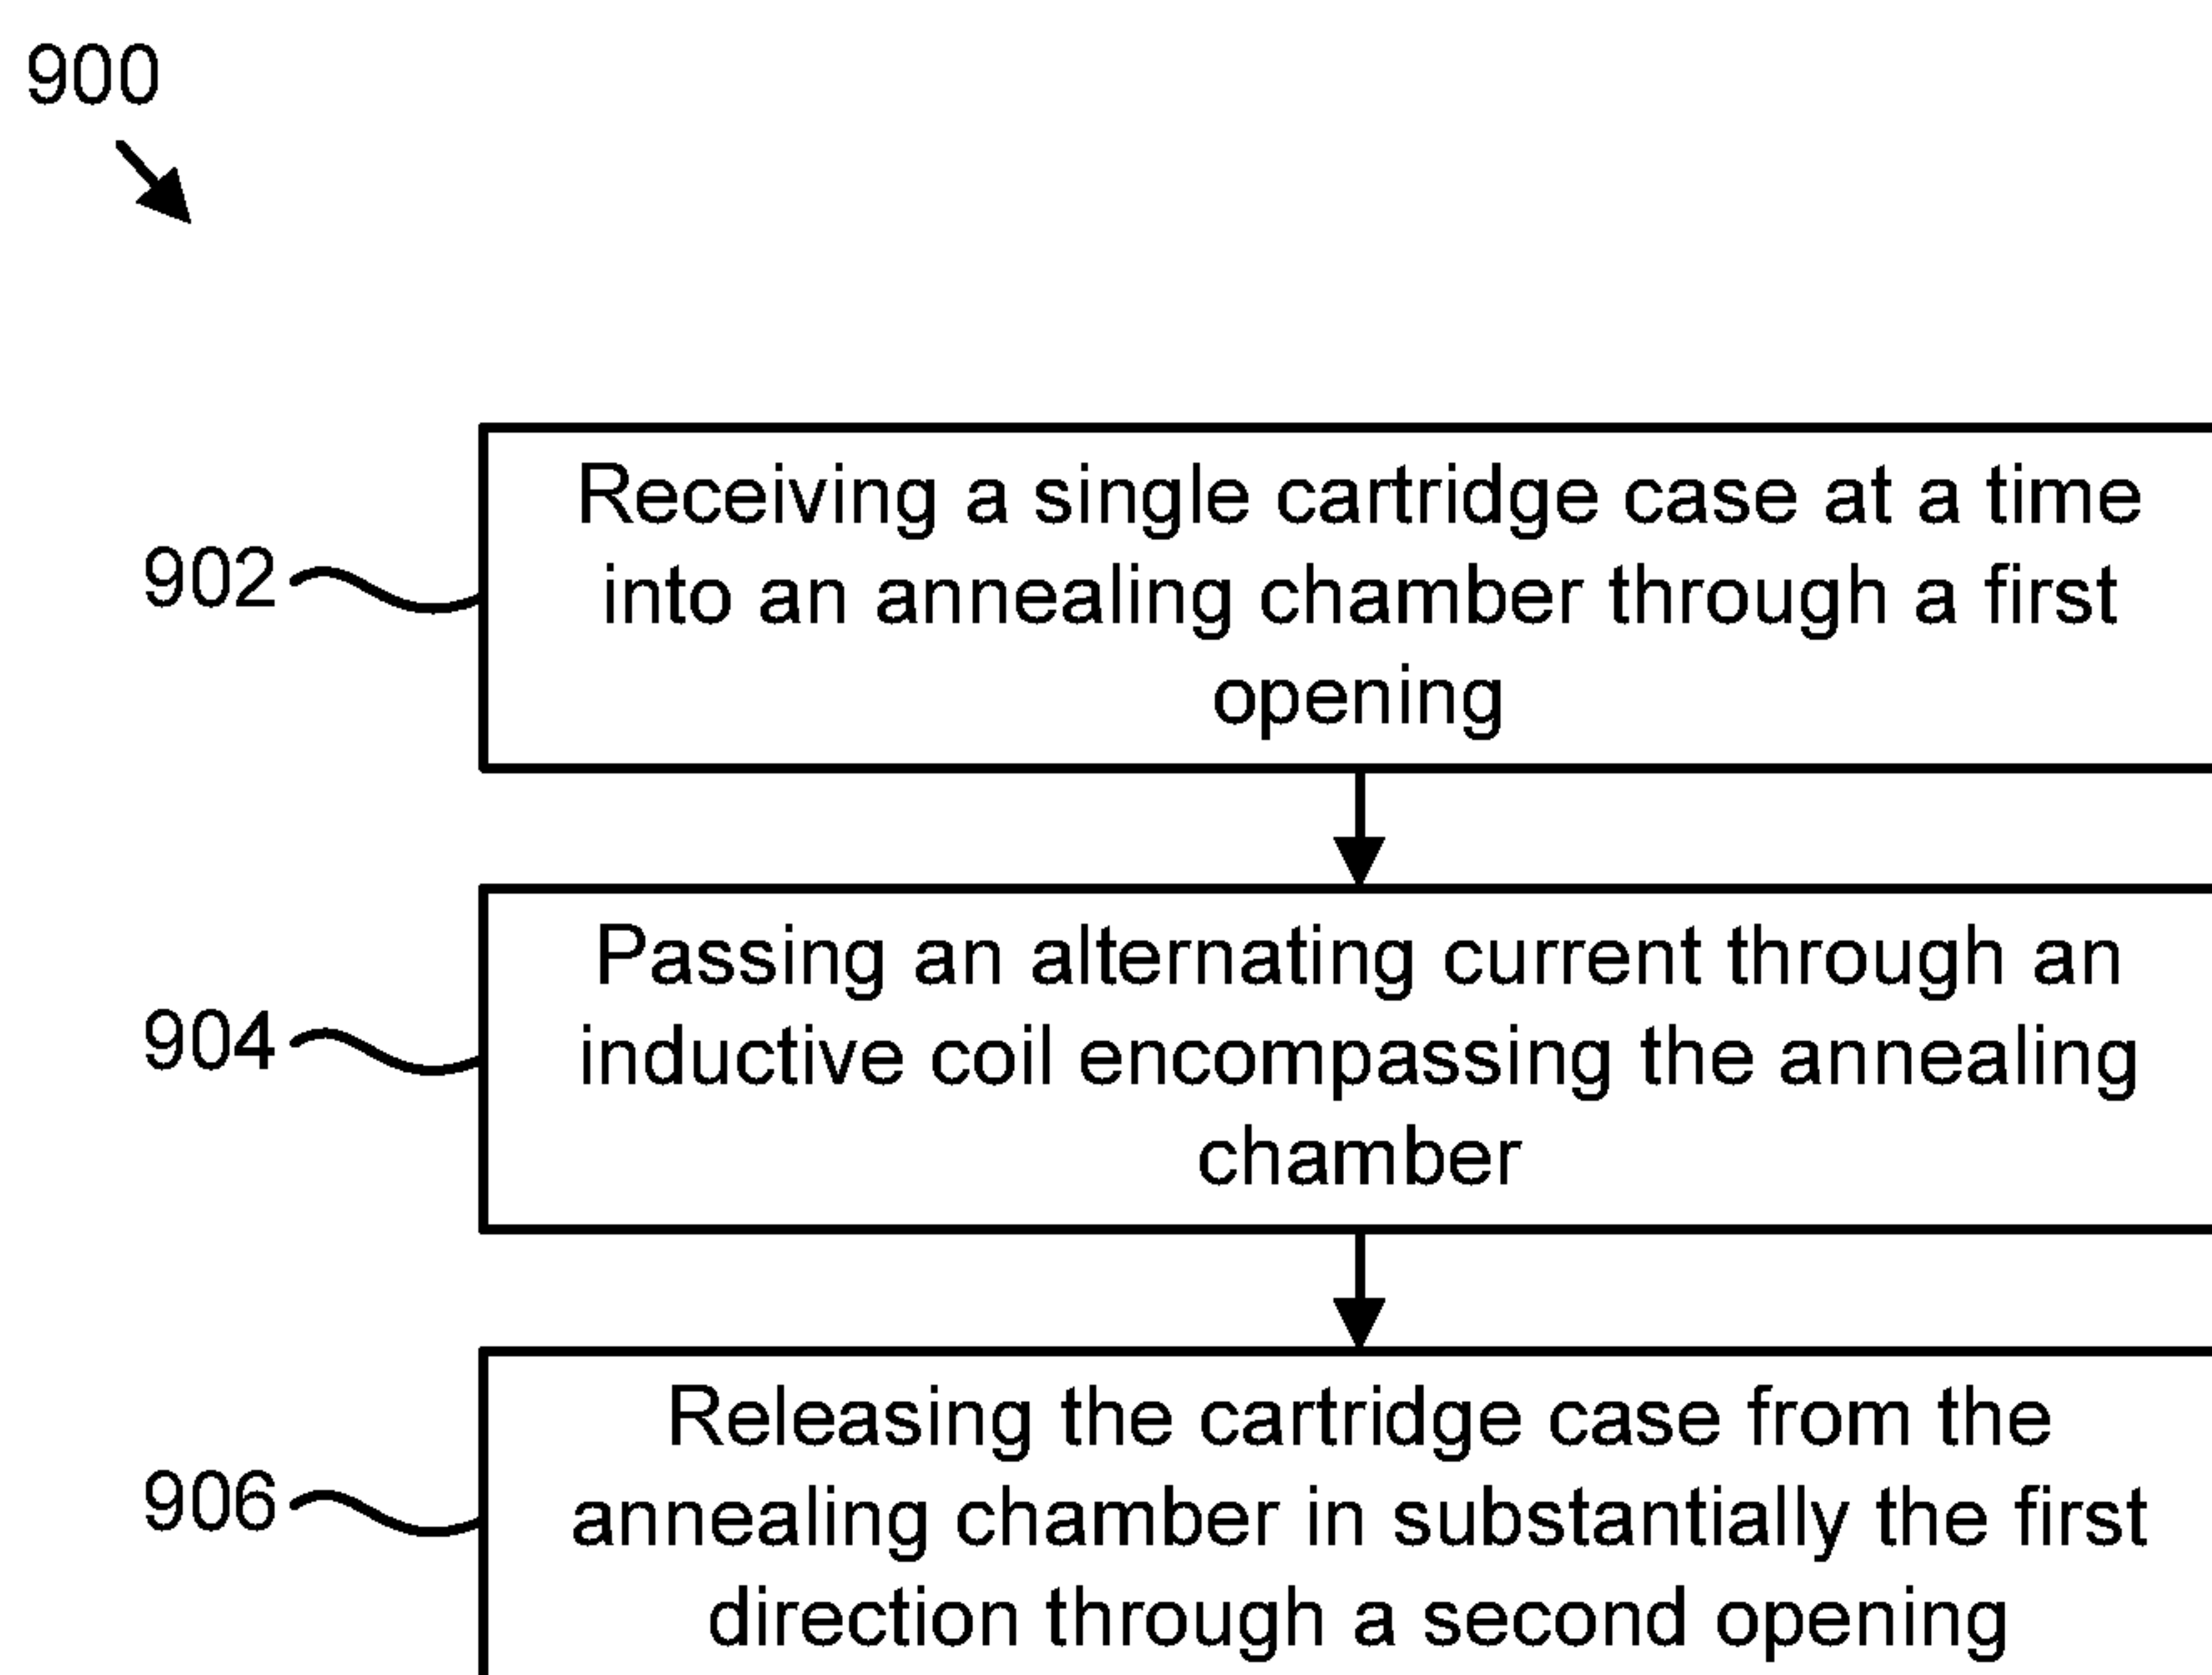 900
902
Receiving a single cartridge case at a time
into an annealing chamber through a first
opening
904
Passing an alternating current through an
inductive coil encompassing the annealing
chamber
906
Releasing the cartridge case from the
annealing chamber in substantially the first
direction through a second opening